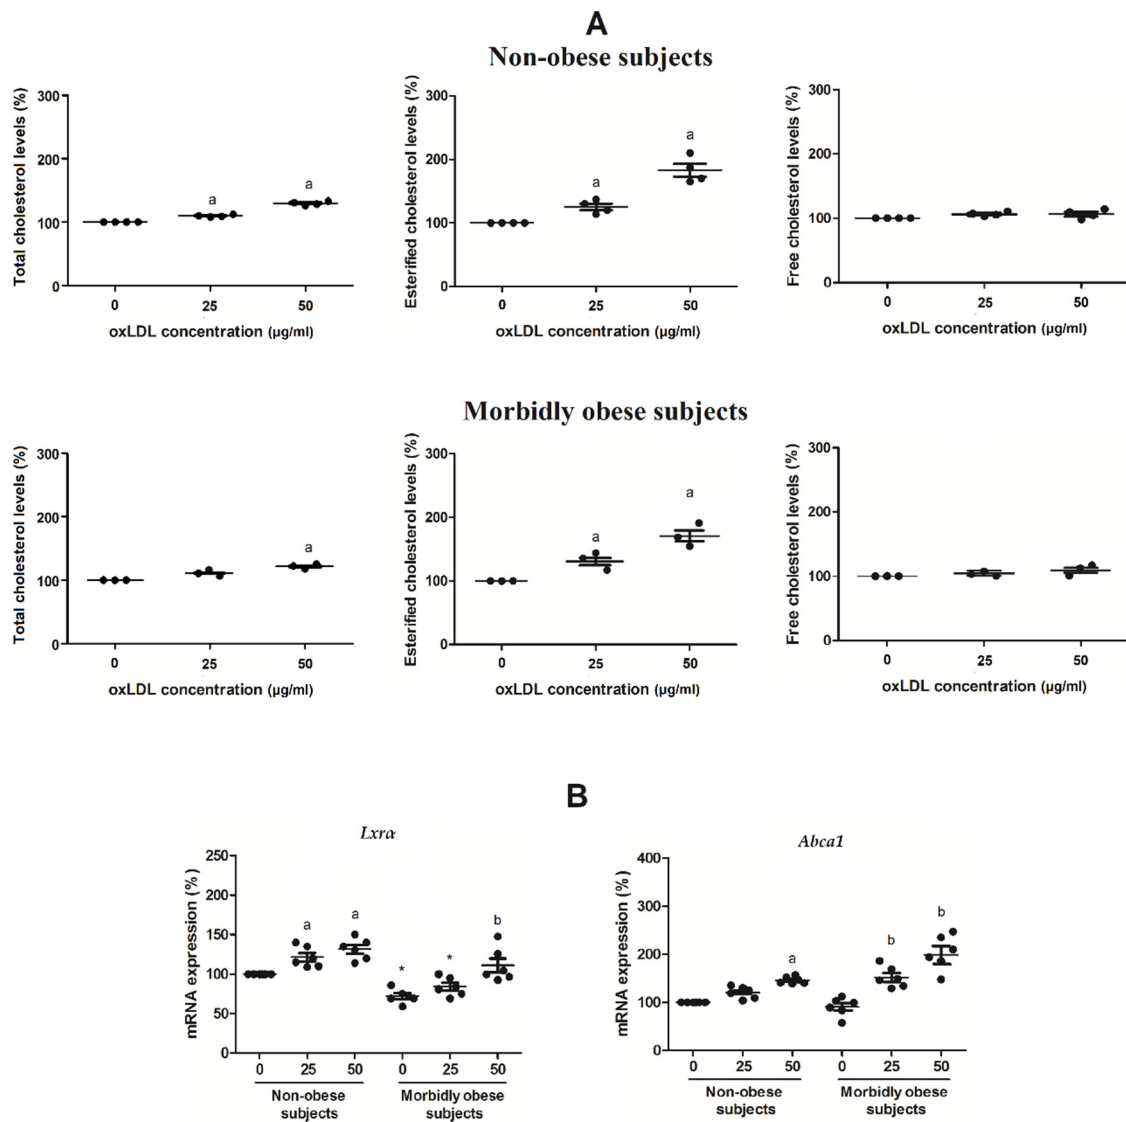 A
Non-obese subjects
Total cholesterol levels (%)
300
200
100
0
a
a
0 25 50
oxLDL concentration (µg/ml)
Esterified cholesterol levels (%)
300
200
100
0
a
a
0 25 50
oxLDL concentration (µg/ml)
Free cholesterol levels (%)
300
200
100
0
0 25 50
oxLDL concentration (µg/ml)
Morbidly obese subjects
Total cholesterol levels (%)
300
200
100
0
a
0 25 50
oxLDL concentration (µg/ml)
Esterified cholesterol levels (%)
300
200
100
0
a
a
0 25 50
oxLDL concentration (µg/ml)
Free cholesterol levels (%)
300
200
100
0
0 25 50
oxLDL concentration (µg/ml)
B
Lxrα
mRNA expression (%)
250
200
150
100
50
0
a a * * b
0 25 50 0 25 50
Non-obese
subjects
Morbidly obese
subjects
Abca1
mRNA expression (%)
400
300
200
100
0
a b b
0 25 50 0 25 50
Non-obese
subjects
Morbidly obese
subjects